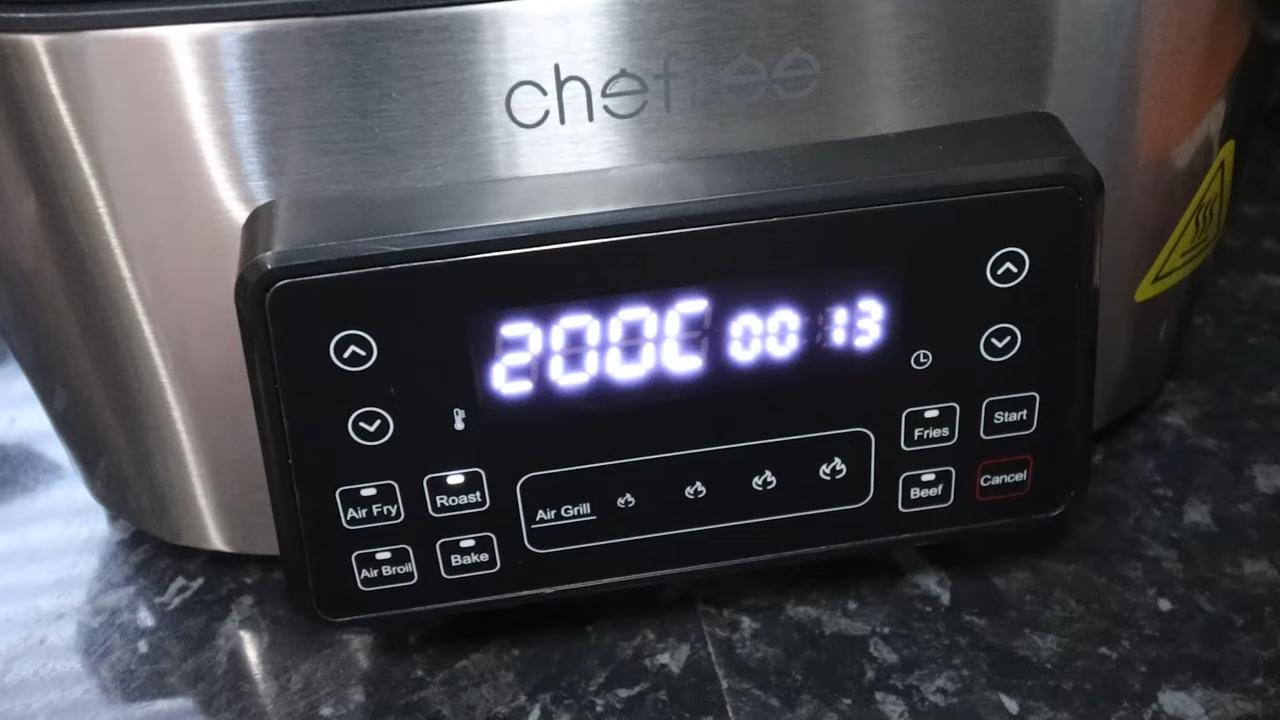 chefree
200C 00 13
Air Fry
Roast
Air Broil
Bake
Air Grill
Fries
Start
Beef
Cancel